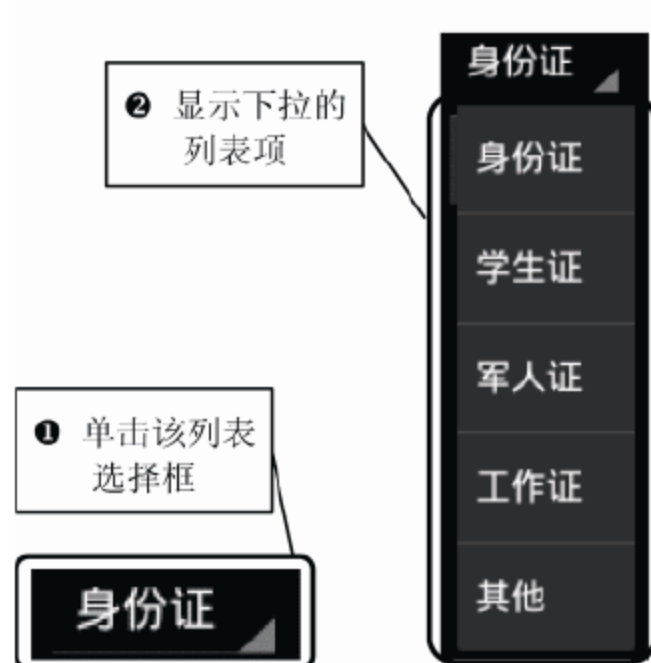 身份证
❷ 显示下拉的
列表项
身份证
学生证
军人证
工作证
其他
❶ 单击该列表
选择框
身份证